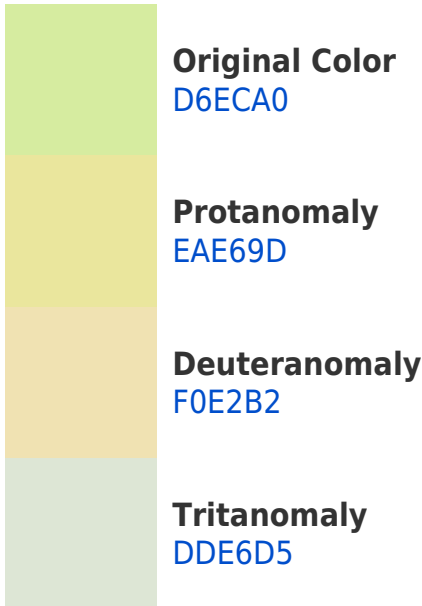 Original Color
D6ECA0
Protanomaly
EAE69D
Deuteranomaly
F0E2B2
Tritanomaly
DDE6D5